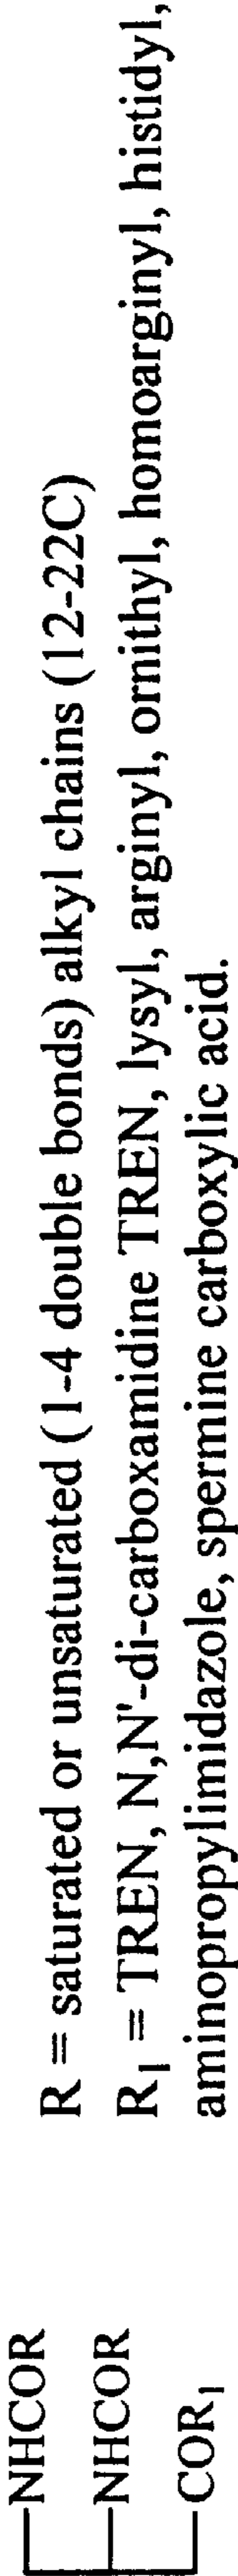 NHCOR
NHCOR
COR₁
R = saturated or unsaturated (1-4 double bonds) alkyl chains (12-22C)
R₁ = TREN, N,N'-di-carboxamidine TREN, lysyl, arginyl, ornithyl, homoarginyl, histidyl,
aminopropylimidazole, spermine carboxylic acid.